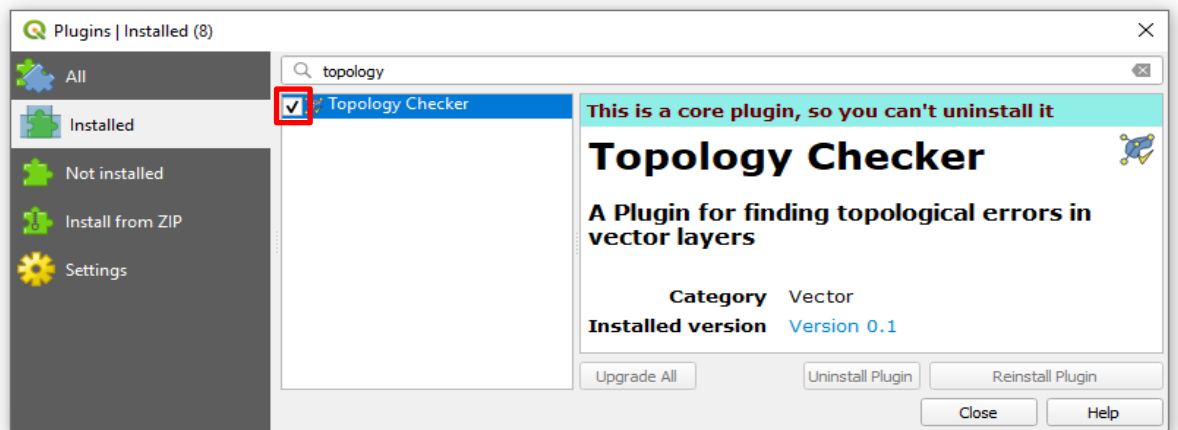 Plugins | Installed (8)
All
Installed
Not installed
Install from ZIP
Settings
topology
Topology Checker
This is a core plugin, so you can't uninstall it
Topology Checker
A Plugin for finding topological errors in
vector layers
Category Vector
Installed version Version 0.1
Upgrade All Uninstall Plugin Reinstall Plugin
Close Help